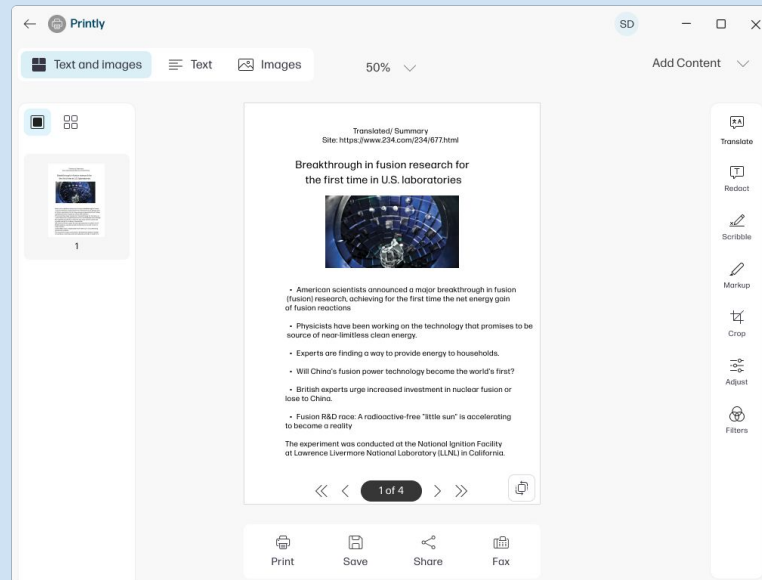 Printly
SD
Text and images
Text
Images
50%
Add Content
1
Translated/ Summary
Site: https://www.234.com/234/677.html
Breakthrough in fusion research for
the first time in U.S. laboratories
• American scientists announced a major breakthrough in fusion
(fusion) research, achieving for the first time the net energy gain
of fusion reactions
• Physicists have been working on the technology that promises to be
source of near-limitless clean energy.
• Experts are finding a way to provide energy to households.
• Will China's fusion power technology become the world's first?
• British experts urge increased investment in nuclear fusion or
lose to China.
• Fusion R&D race: A radioactive-free "little sun" is accelerating
to become a reality
The experiment was conducted at the National Ignition Facility
at Lawrence Livermore National Laboratory (LLNL) in California.
1 of 4
Print
Save
Share
Fax
Translate
Redact
Scribble
Markup
Crop
Adjust
Filters